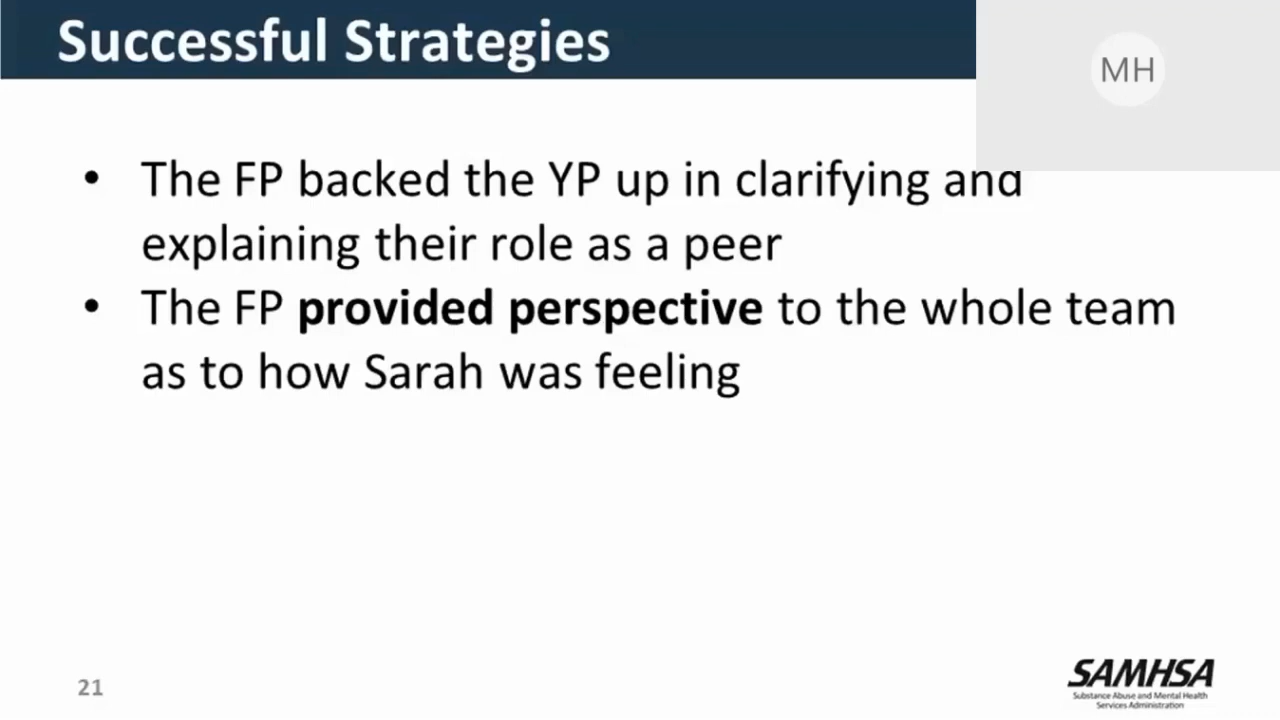 Successful Strategies
MH
• The FP backed the YP up in clarifying and
explaining their role as a peer
• The FP provided perspective to the whole team
as to how Sarah was feeling
21
SAMHSA
Substance Abuse and Mental Health
Services Administration